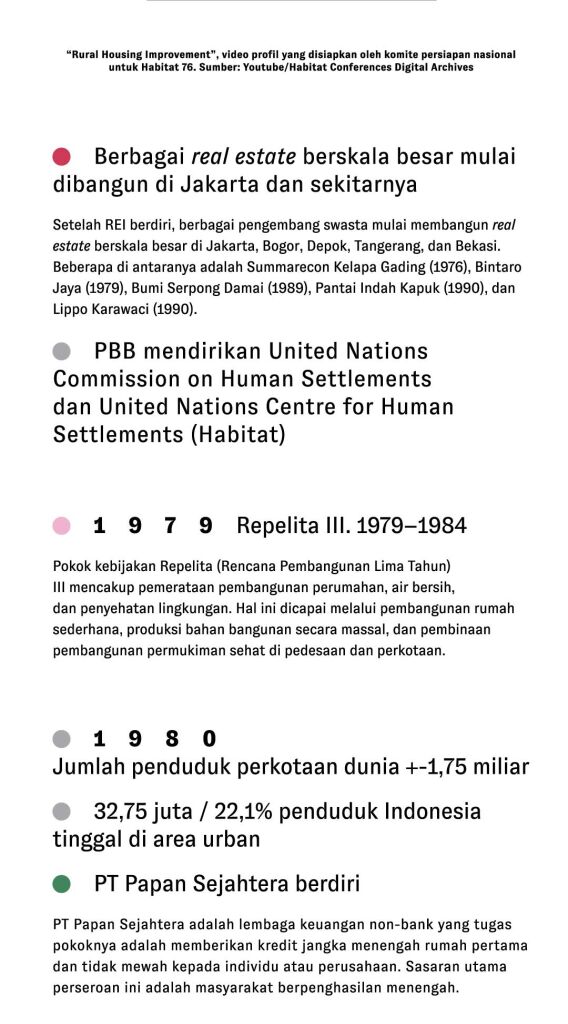 “Rural Housing Improvement”, video profil yang disiapkan oleh komite persiapan nasional
untuk Habitat 76. Sumber: Youtube/Habitat Conferences Digital Archives
Berbagai real estate berskala besar mulai
dibangun di Jakarta dan sekitarnya
Setelah REI berdiri, berbagai pengembang swasta mulai membangun real
estate berskala besar di Jakarta, Bogor, Depok, Tangerang, dan Bekasi.
Beberapa di antaranya adalah Summarecon Kelapa Gading (1976), Bintaro
Jaya (1979), Bumi Serpong Damai (1989), Pantai Indah Kapuk (1990), dan
Lippo Karawaci (1990).
PBB mendirikan United Nations
Commission on Human Settlements
dan United Nations Centre for Human
Settlements (Habitat)
1979 Repelita III. 1979–1984
Pokok kebijakan Repelita (Rencana Pembangunan Lima Tahun)
III mencakup pemerataan pembangunan perumahan, air bersih,
dan penyehatan lingkungan. Hal ini dicapai melalui pembangunan rumah
sederhana, produksi bahan bangunan secara massal, dan pembinaan
pembangunan permukiman sehat di pedesaan dan perkotaan.
1980
Jumlah penduduk perkotaan dunia +-1,75 miliar
32,75 juta / 22,1% penduduk Indonesia
tinggal di area urban
PT Papan Sejahtera berdiri
PT Papan Sejahtera adalah lembaga keuangan non-bank yang tugas
pokoknya adalah memberikan kredit jangka menengah rumah pertama
dan tidak mewah kepada individu atau perusahaan. Sasaran utama
perseroan ini adalah masyarakat berpenghasilan menengah.